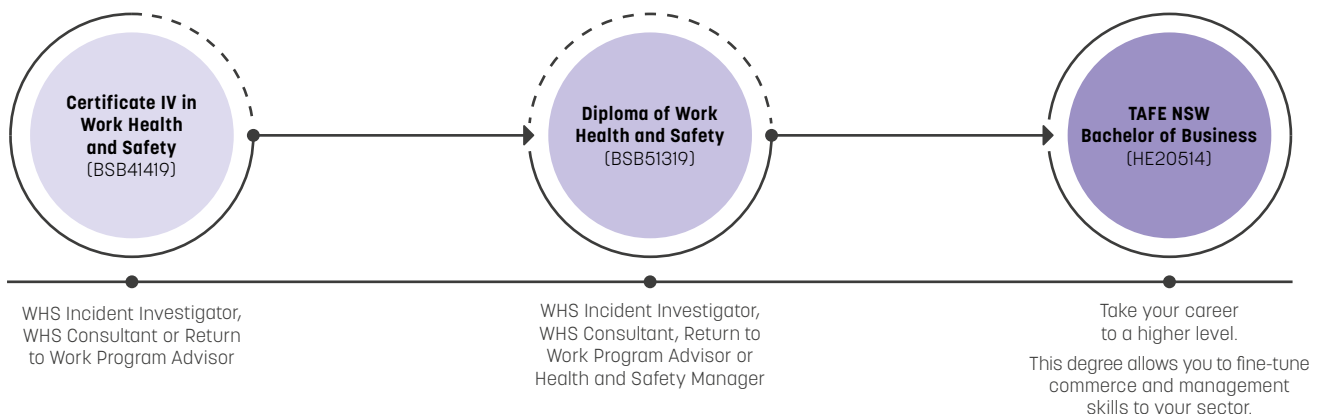 Certificate IV in
Work Health
and Safety
(BSB41419)
Diploma of Work
Health and Safety
(BSB51319)
TAFE NSW
Bachelor of Business
(HE20514)
WHS Incident Investigator,
WHS Consultant or Return
to Work Program Advisor
WHS Incident Investigator,
WHS Consultant, Return to
Work Program Advisor or
Health and Safety Manager
Take your career
to a higher level.
This degree allows you to fine-tune
commerce and management
skills to your sector.